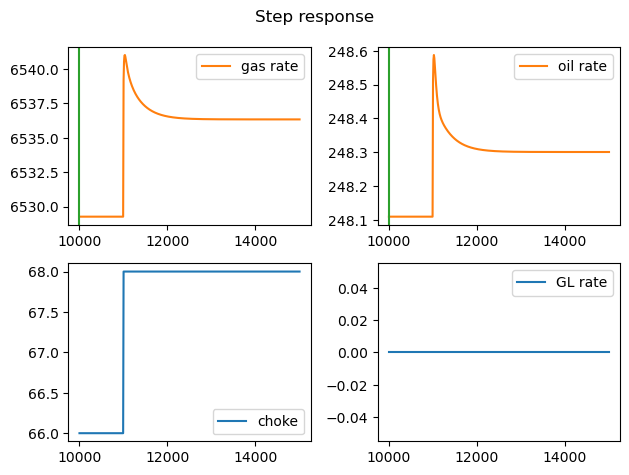 Step response
6540.0
6537.5
6535.0
6532.5
6530.0
gas rate
10000 12000 14000
248.6
248.5
248.4
248.3
248.2
248.1
oil rate
10000 12000 14000
68.0
67.5
67.0
66.5
66.0
choke
10000 12000 14000
0.04
0.02
0.00
−0.02
−0.04
GL rate
10000 12000 14000